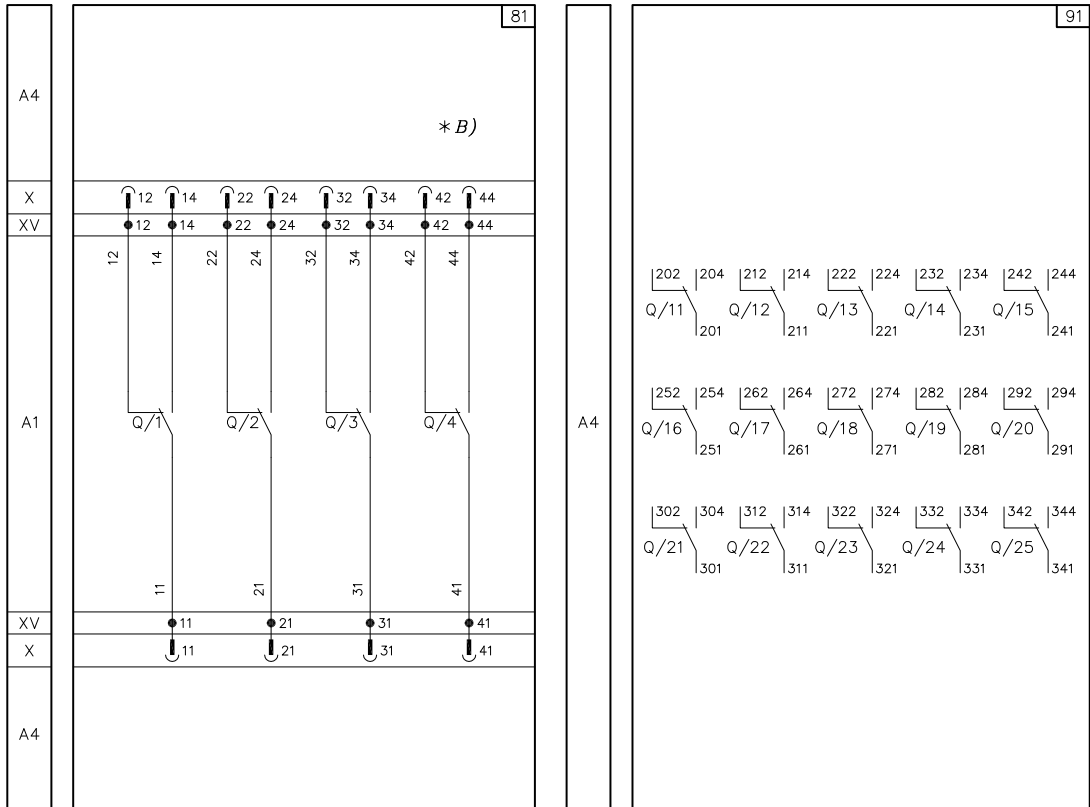 81
A4
* B)
X
12 14 22 24 32 34 42 44
XV
12 14 22 24 32 34 42 44
12 14 22 24 32 34 42 44
A1
Q/1 Q/2 Q/3 Q/4
11 21 31 41
XV
11 21 31 41
X
11 21 31 41
A4
91
202 204 212 214 222 224 232 234 242 244
Q/11 Q/12 Q/13 Q/14 Q/15
201 211 221 231 241
252 254 262 264 272 274 282 284 292 294
A4
Q/16 Q/17 Q/18 Q/19 Q/20
251 261 271 281 291
302 304 312 314 322 324 332 334 342 344
Q/21 Q/22 Q/23 Q/24 Q/25
301 311 321 331 341